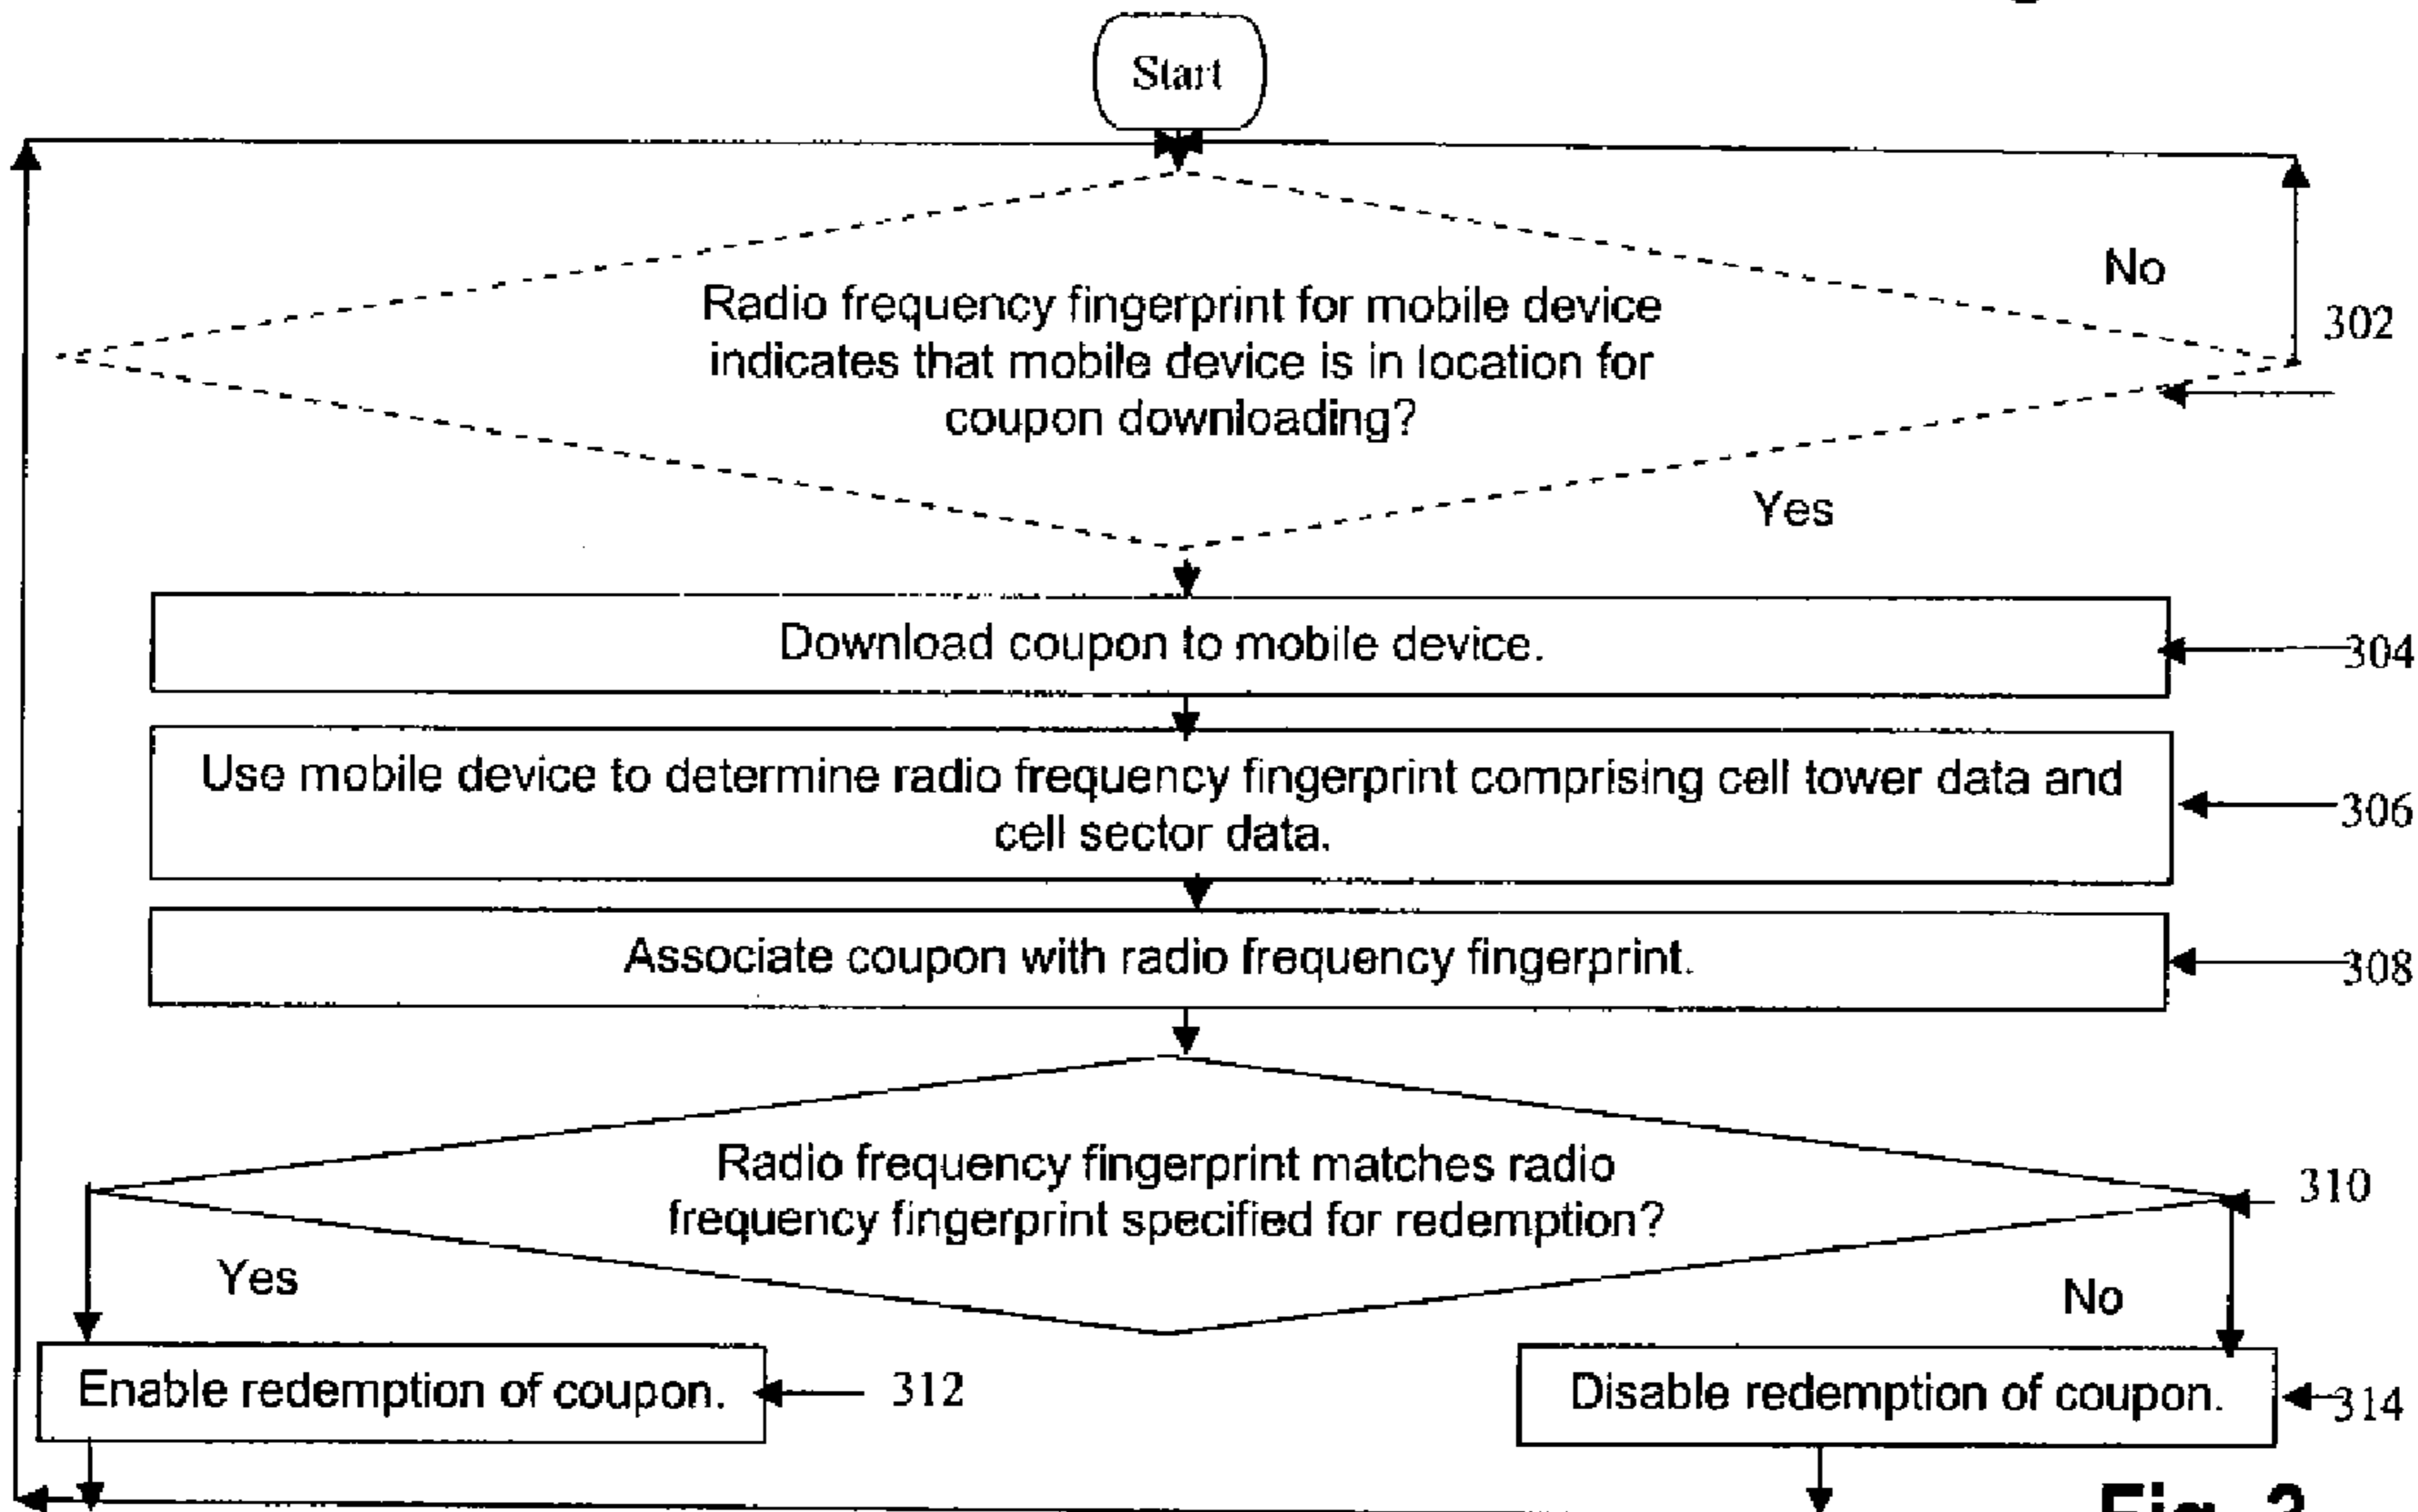 Start
No
Radio frequency fingerprint for mobile device
indicates that mobile device is in location for
coupon downloading?
302
Yes
Download coupon to mobile device.
304
Use mobile device to determine radio frequency fingerprint comprising cell tower data and
cell sector data.
306
Associate coupon with radio frequency fingerprint.
308
Radio frequency fingerprint matches radio
frequency fingerprint specified for redemption?
310
Yes
No
Enable redemption of coupon.
312
Disable redemption of coupon.
314